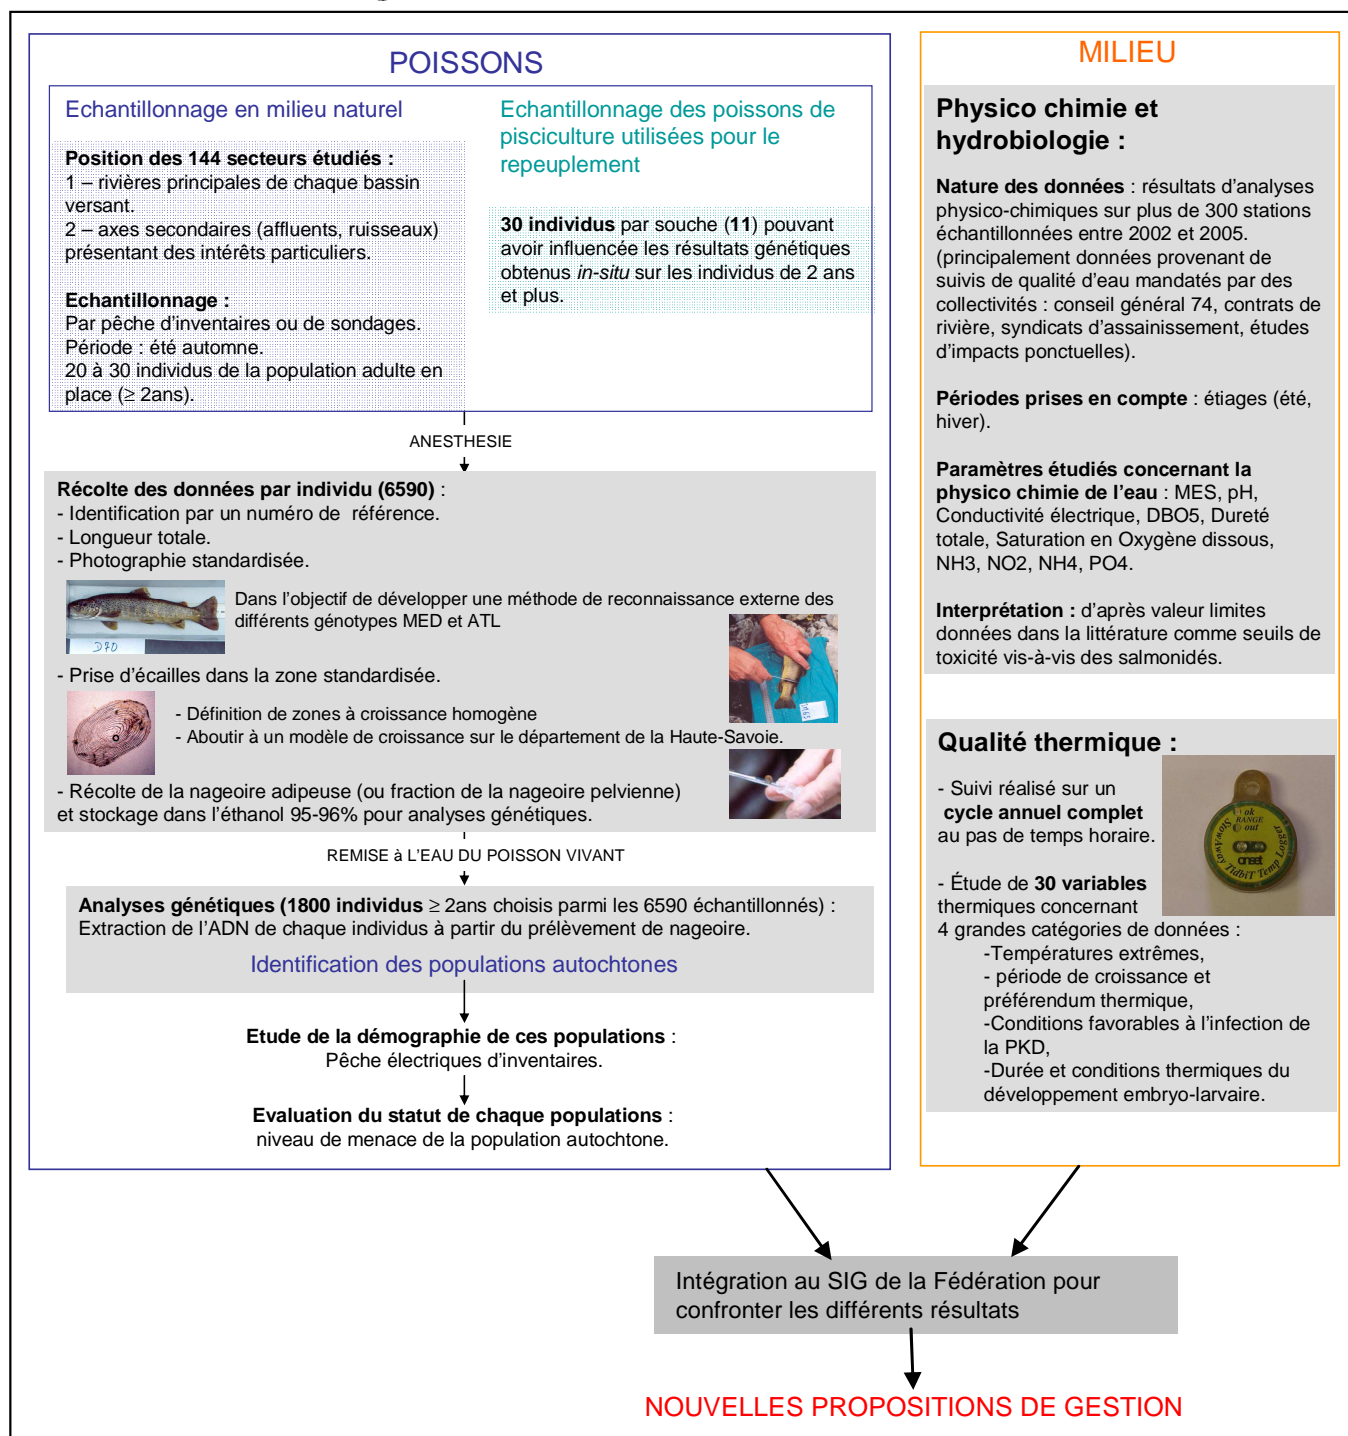 POISSONS
Echantillonnage en milieu naturel
Position des 144 secteurs étudiés :
1 – rivières principales de chaque bassin
versant.
2 – axes secondaires (affluents, ruisseaux)
présentant des intérêts particuliers.
Echantillonnage :
Par pêche d'inventaires ou de sondages.
Période : été automne.
20 à 30 individus de la population adulte en
place (≥ 2ans).
Echantillonnage des poissons de
pisciculture utilisées pour le
repeuplement
30 individus par souche (11) pouvant
avoir influencée les résultats génétiques
obtenus in-situ sur les individus de 2 ans
et plus.
ANESTHESIE
Récolte des données par individu (6590) :
- Identification par un numéro de référence.
- Longueur totale.
- Photographie standardisée.
D70
Dans l'objectif de développer une méthode de reconnaissance externe des
différents génotypes MED et ATL
- Prise d'écailles dans la zone standardisée.
- Définition de zones à croissance homogène
- Aboutir à un modèle de croissance sur le département de la Haute-Savoie.
- Récolte de la nageoire adipeuse (ou fraction de la nageoire pelvienne)
et stockage dans l'éthanol 95-96% pour analyses génétiques.
REMISE à L'EAU DU POISSON VIVANT
Analyses génétiques (1800 individus ≥ 2ans choisis parmi les 6590 échantillonnés) :
Extraction de l'ADN de chaque individus à partir du prélèvement de nageoire.
Identification des populations autochtones
Etude de la démographie de ces populations :
Pêche électriques d'inventaires.
Evaluation du statut de chaque populations :
niveau de menace de la population autochtone.
MILIEU
Physico chimie et
hydrobiologie :
Nature des données : résultats d'analyses
physico-chimiques sur plus de 300 stations
échantillonnées entre 2002 et 2005.
(principalement données provenant de
suivis de qualité d'eau mandatés par des
collectivités : conseil général 74, contrats de
rivière, syndicats d'assainissement, études
d'impacts ponctuelles).
Périodes prises en compte : étiages (été,
hiver).
Paramètres étudiés concernant la
physico chimie de l'eau : MES, pH,
Conductivité électrique, DBO5, Dureté
totale, Saturation en Oxygène dissous,
NH3, NO2, NH4, PO4.
Interprétation : d'après valeur limites
données dans la littérature comme seuils de
toxicité vis-à-vis des salmonidés.
Qualité thermique :
- Suivi réalisé sur un
cycle annuel complet
au pas de temps horaire.
ok
RANGE
out
onset
StowAway TidbiT Temp Logger
- Étude de 30 variables
thermiques concernant
4 grandes catégories de données :
-Températures extrêmes,
- période de croissance et
préférendum thermique,
-Conditions favorables à l'infection de
la PKD,
-Durée et conditions thermiques du
développement embryo-larvaire.
Intégration au SIG de la Fédération pour
confronter les différents résultats
NOUVELLES PROPOSITIONS DE GESTION